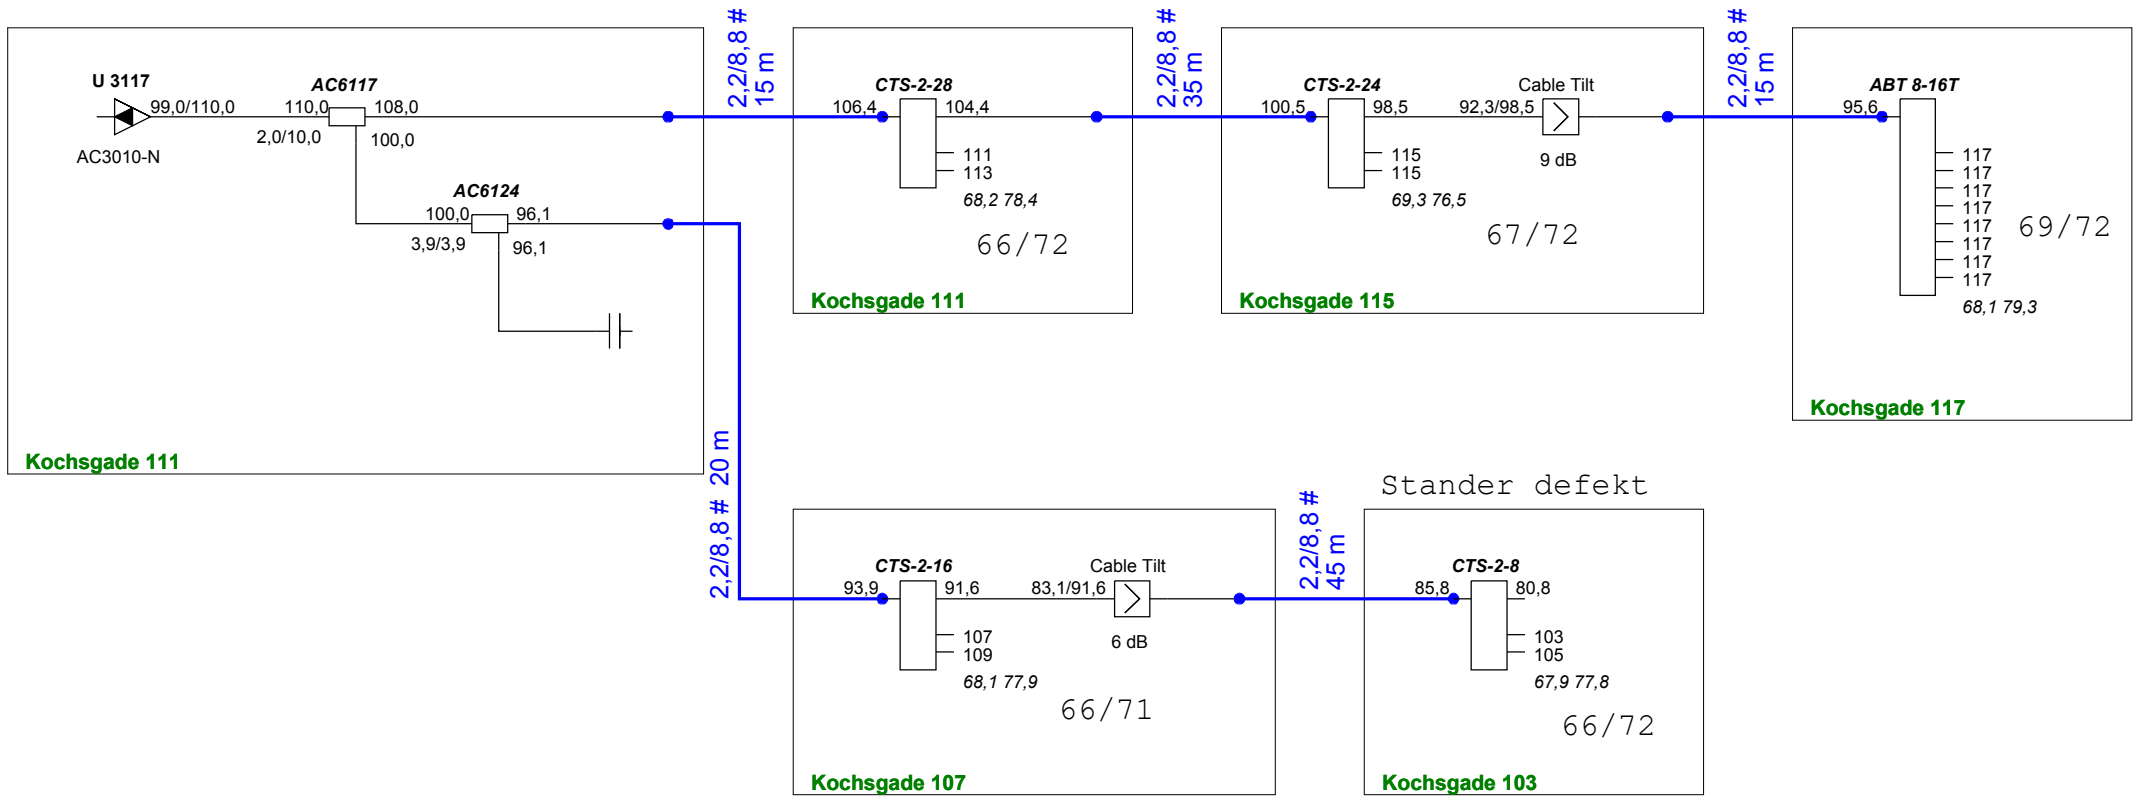 U 3117
99,0/110,0
AC3010-N
AC6117
110,0
108,0
2,0/10,0
100,0
AC6124
100,0
96,1
3,9/3,9
96,1
Kochsgade 111
2,2/8,8 #
15 m
CTS-2-28
106,4
104,4
111
113
68,2 78,4
66/72
Kochsgade 111
2,2/8,8 #
35 m
CTS-2-24
100,5
98,5
115
115
69,3 76,5
67/72
92,3/98,5
Cable Tilt
9 dB
Kochsgade 115
2,2/8,8 #
15 m
ABT 8-16T
95,6
117
117
117
117
117
117
117
117
69/72
68,1 79,3
Kochsgade 117
2,2/8,8 # 20 m
CTS-2-16
93,9
91,6
107
109
68,1 77,9
66/71
83,1/91,6
Cable Tilt
6 dB
Kochsgade 107
2,2/8,8 #
45 m
Stander defekt
CTS-2-8
85,8
80,8
103
105
67,9 77,8
66/72
Kochsgade 103